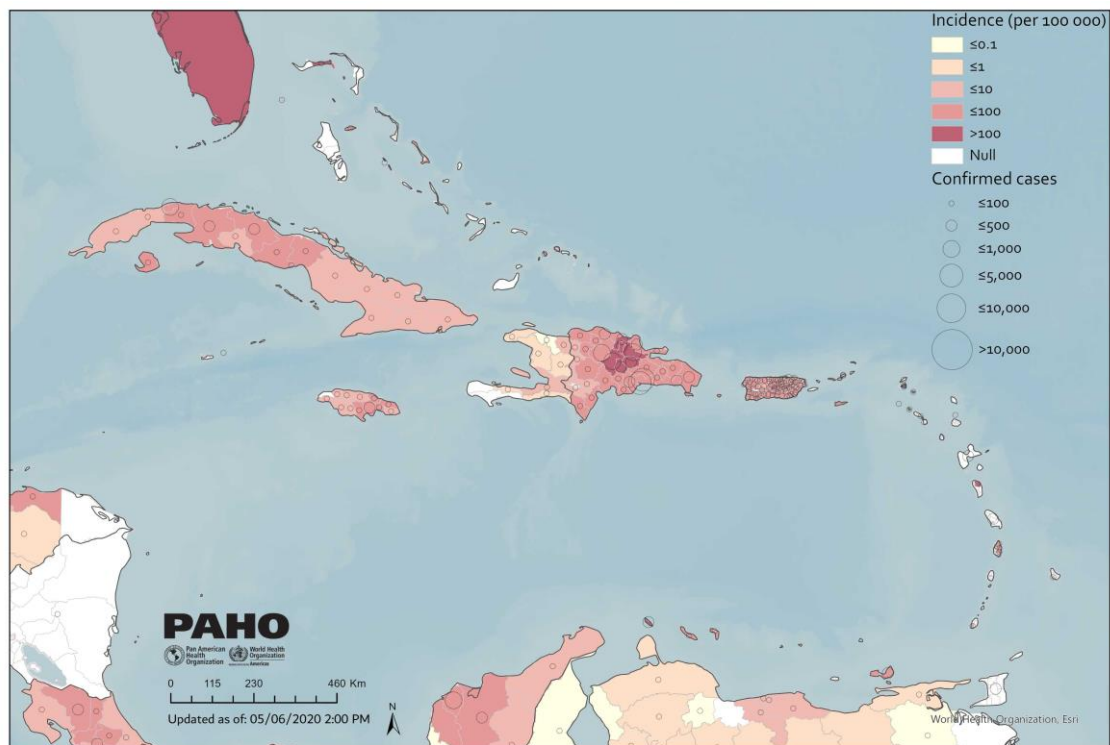 Incidence (per 100 000)
≤0.1
≤1
≤10
≤100
>100
Null
Confirmed cases
≤100
≤500
≤1,000
≤5,000
≤10,000
>10,000
PAHO
Pan American
Health
Organization
World Health
Organization
0 115 230 460 Km
Updated as of: 05/06/2020 2:00 PM
N
World Health Organization, Esri